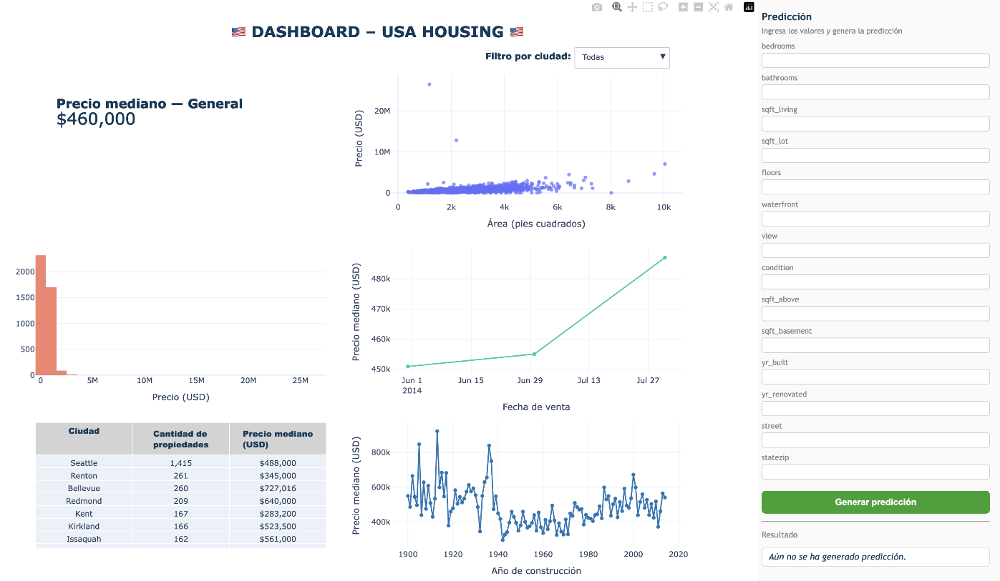 🇺🇸 DASHBOARD – USA HOUSING 🇺🇸
Filtro por ciudad:
Todas
▼
Precio mediano — General
$460,000
Precio (USD)
20M
10M
0
0
2k
4k
6k
8k
10k
Área (pies cuadrados)
2000
1500
1000
500
0
0
5M
10M
15M
20M
25M
Precio (USD)
Precio mediano (USD)
480k
470k
460k
450k
Jun 1
2014
Jun 15
Jun 29
Jul 13
Jul 27
Fecha de venta
Ciudad
Cantidad de
propiedades
Precio mediano
(USD)
Seattle 1,415 $488,000
Renton 261 $345,000
Bellevue 260 $727,016
Redmond 209 $640,000
Kent 167 $283,200
Kirkland 166 $523,500
Issaquah 162 $561,000
Precio mediano (USD)
800k
600k
400k
1900
1920
1940
1960
1980
2000
2020
Año de construcción
Predicción
Ingresa los valores y genera la predicción
bedrooms
bathrooms
sqft_living
sqft_lot
floors
waterfront
view
condition
sqft_above
sqft_basement
yr_built
yr_renovated
street
statezip
Generar predicción
Resultado
Aún no se ha generado predicción.